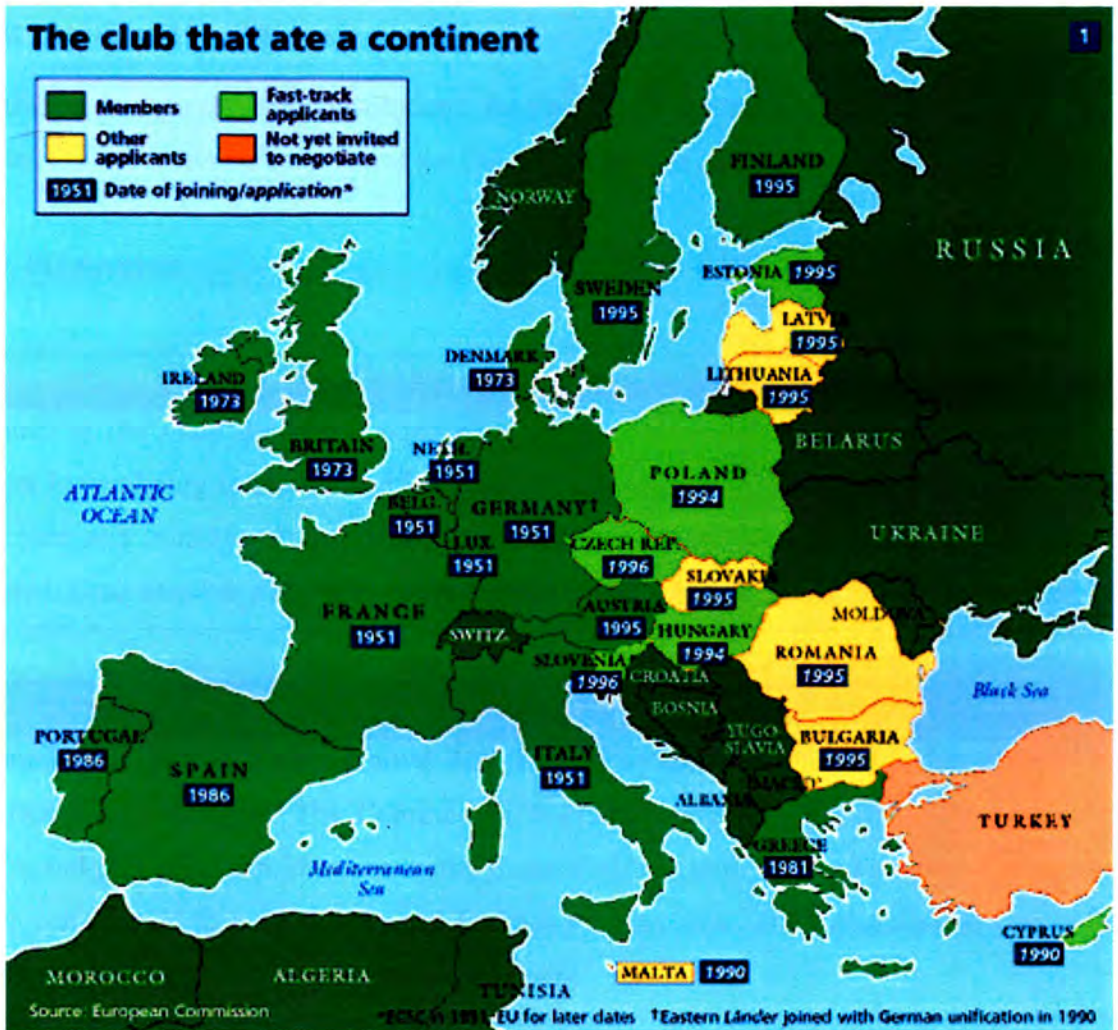 The club that ate a continent
1
Members
Fast-track
applicants
Other
applicants
Not yet invited
to negotiate
1951 Date of joining/application*
NORWAY
FINLAND
1995
RUSSIA
SWEDEN
1995
ESTONIA 1995
LATVIA
1995
LITHUANIA
1995
DENMARK
1973
IRELAND
1973
BRITAIN
1973
NETH.
1951
BELG.
1951
LUX.
1951
GERMANY†
1951
POLAND
1994
BELARUS
UKRAINE
ATLANTIC
OCEAN
CZECH REP.
1996
SLOVAKIA
1995
AUSTRIA
1995
HUNGARY
1994
MOLDOVA
FRANCE
1951
SWITZ.
SLOVENIA
1996
CROATIA
BOSNIA
YUGO-
SLAVIA
ROMANIA
1995
Black Sea
BULGARIA
1995
PORTUGAL
1986
SPAIN
1986
ITALY
1951
ALBANIA
GREECE
1981
TURKEY
Mediterranean
Sea
CYPRUS
1990
MALTA 1990
MOROCCO
ALGERIA
TUNISIA
Source: European Commission
*ECSC in 1951, EU for later dates †Eastern Länder joined with German unification in 1990